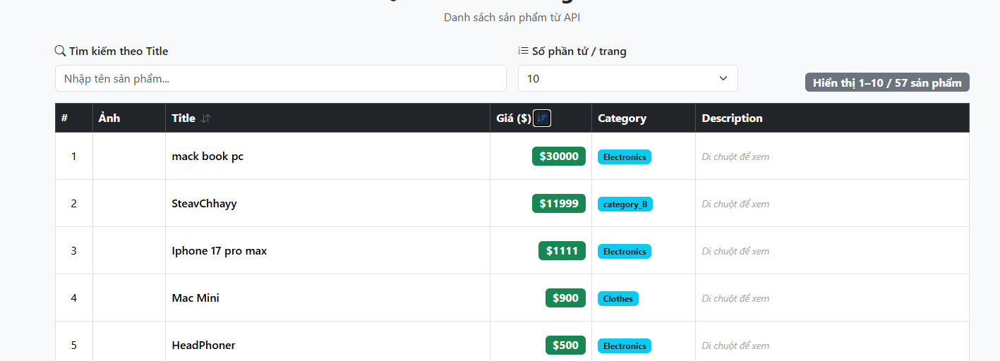 Danh sách sản phẩm từ API
Tìm kiếm theo Title
Số phần tử / trang
Nhập tên sản phẩm...
10
Hiển thị 1–10 / 57 sản phẩm
# Ảnh Title Giá ($) Category Description
1 mack book pc $30000 Electronics Di chuột để xem
2 SteavChhayy $11999 category_B Di chuột để xem
3 Iphone 17 pro max $1111 Electronics Di chuột để xem
4 Mac Mini $900 Clothes Di chuột để xem
5 HeadPhoner $500 Electronics Di chuột để xem